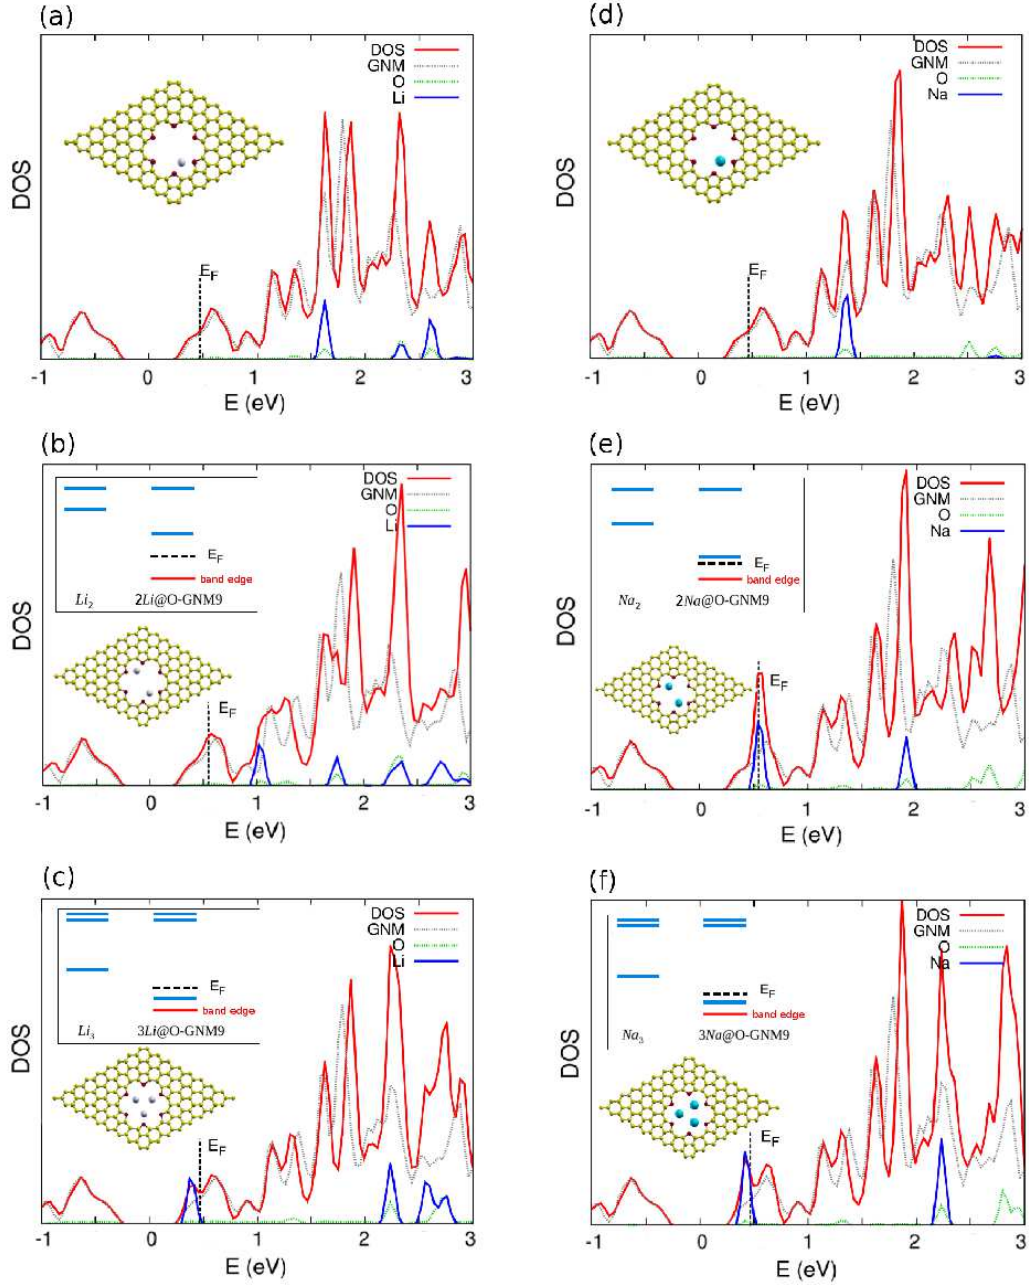 (a)
DOS
GNM
O
Li
E_F
DOS
-1 0 1 2 3
E (eV)
(d)
DOS
GNM
O
Na
E_F
DOS
-1 0 1 2 3
E (eV)
(b)
DOS
GNM
O
Li
E_F
band edge
Li_2 2Li@O-GNM9
E_F
DOS
-1 0 1 2 3
E (eV)
(e)
DOS
GNM
O
Na
E_F
band edge
Na_2 2Na@O-GNM9
E_F
DOS
-1 0 1 2 3
E (eV)
(c)
DOS
GNM
O
Li
E_F
band edge
Li_3 3Li@O-GNM9
E_F
DOS
-1 0 1 2 3
E (eV)
(f)
DOS
GNM
O
Na
E_F
band edge
Na_3 3Na@O-GNM9
E_F
DOS
-1 0 1 2 3
E (eV)